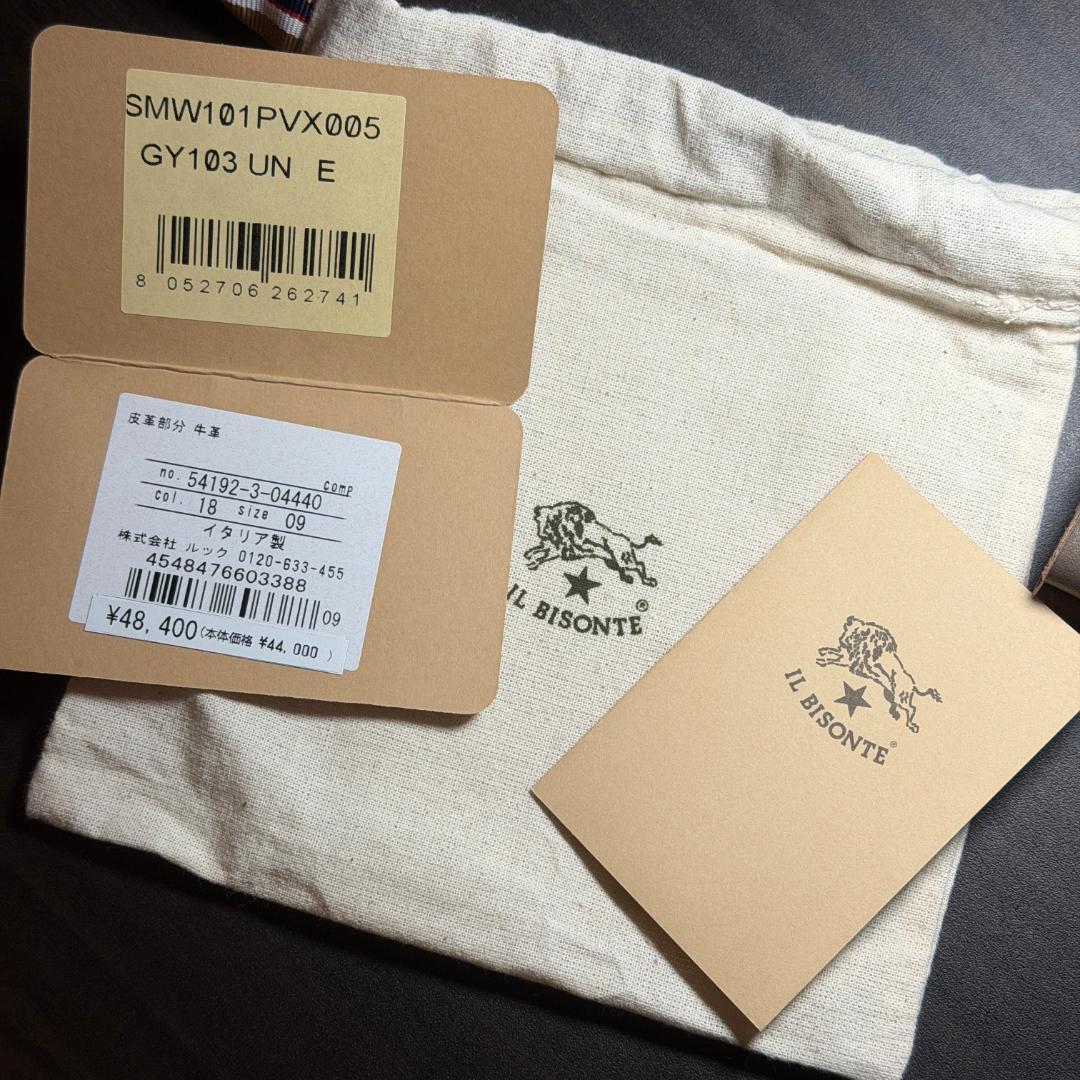 SMW101PVX005
GY103 UN E
8 052706 262741
皮革部分 牛革
no. 54192-3-04440 comp
col. 18 size 09
イタリア製
株式会社 ルック 0120-633-455
4548476603388
09
¥48,400(本体価格 ¥44,000 )
IL BISONTE®
IL BISONTE®